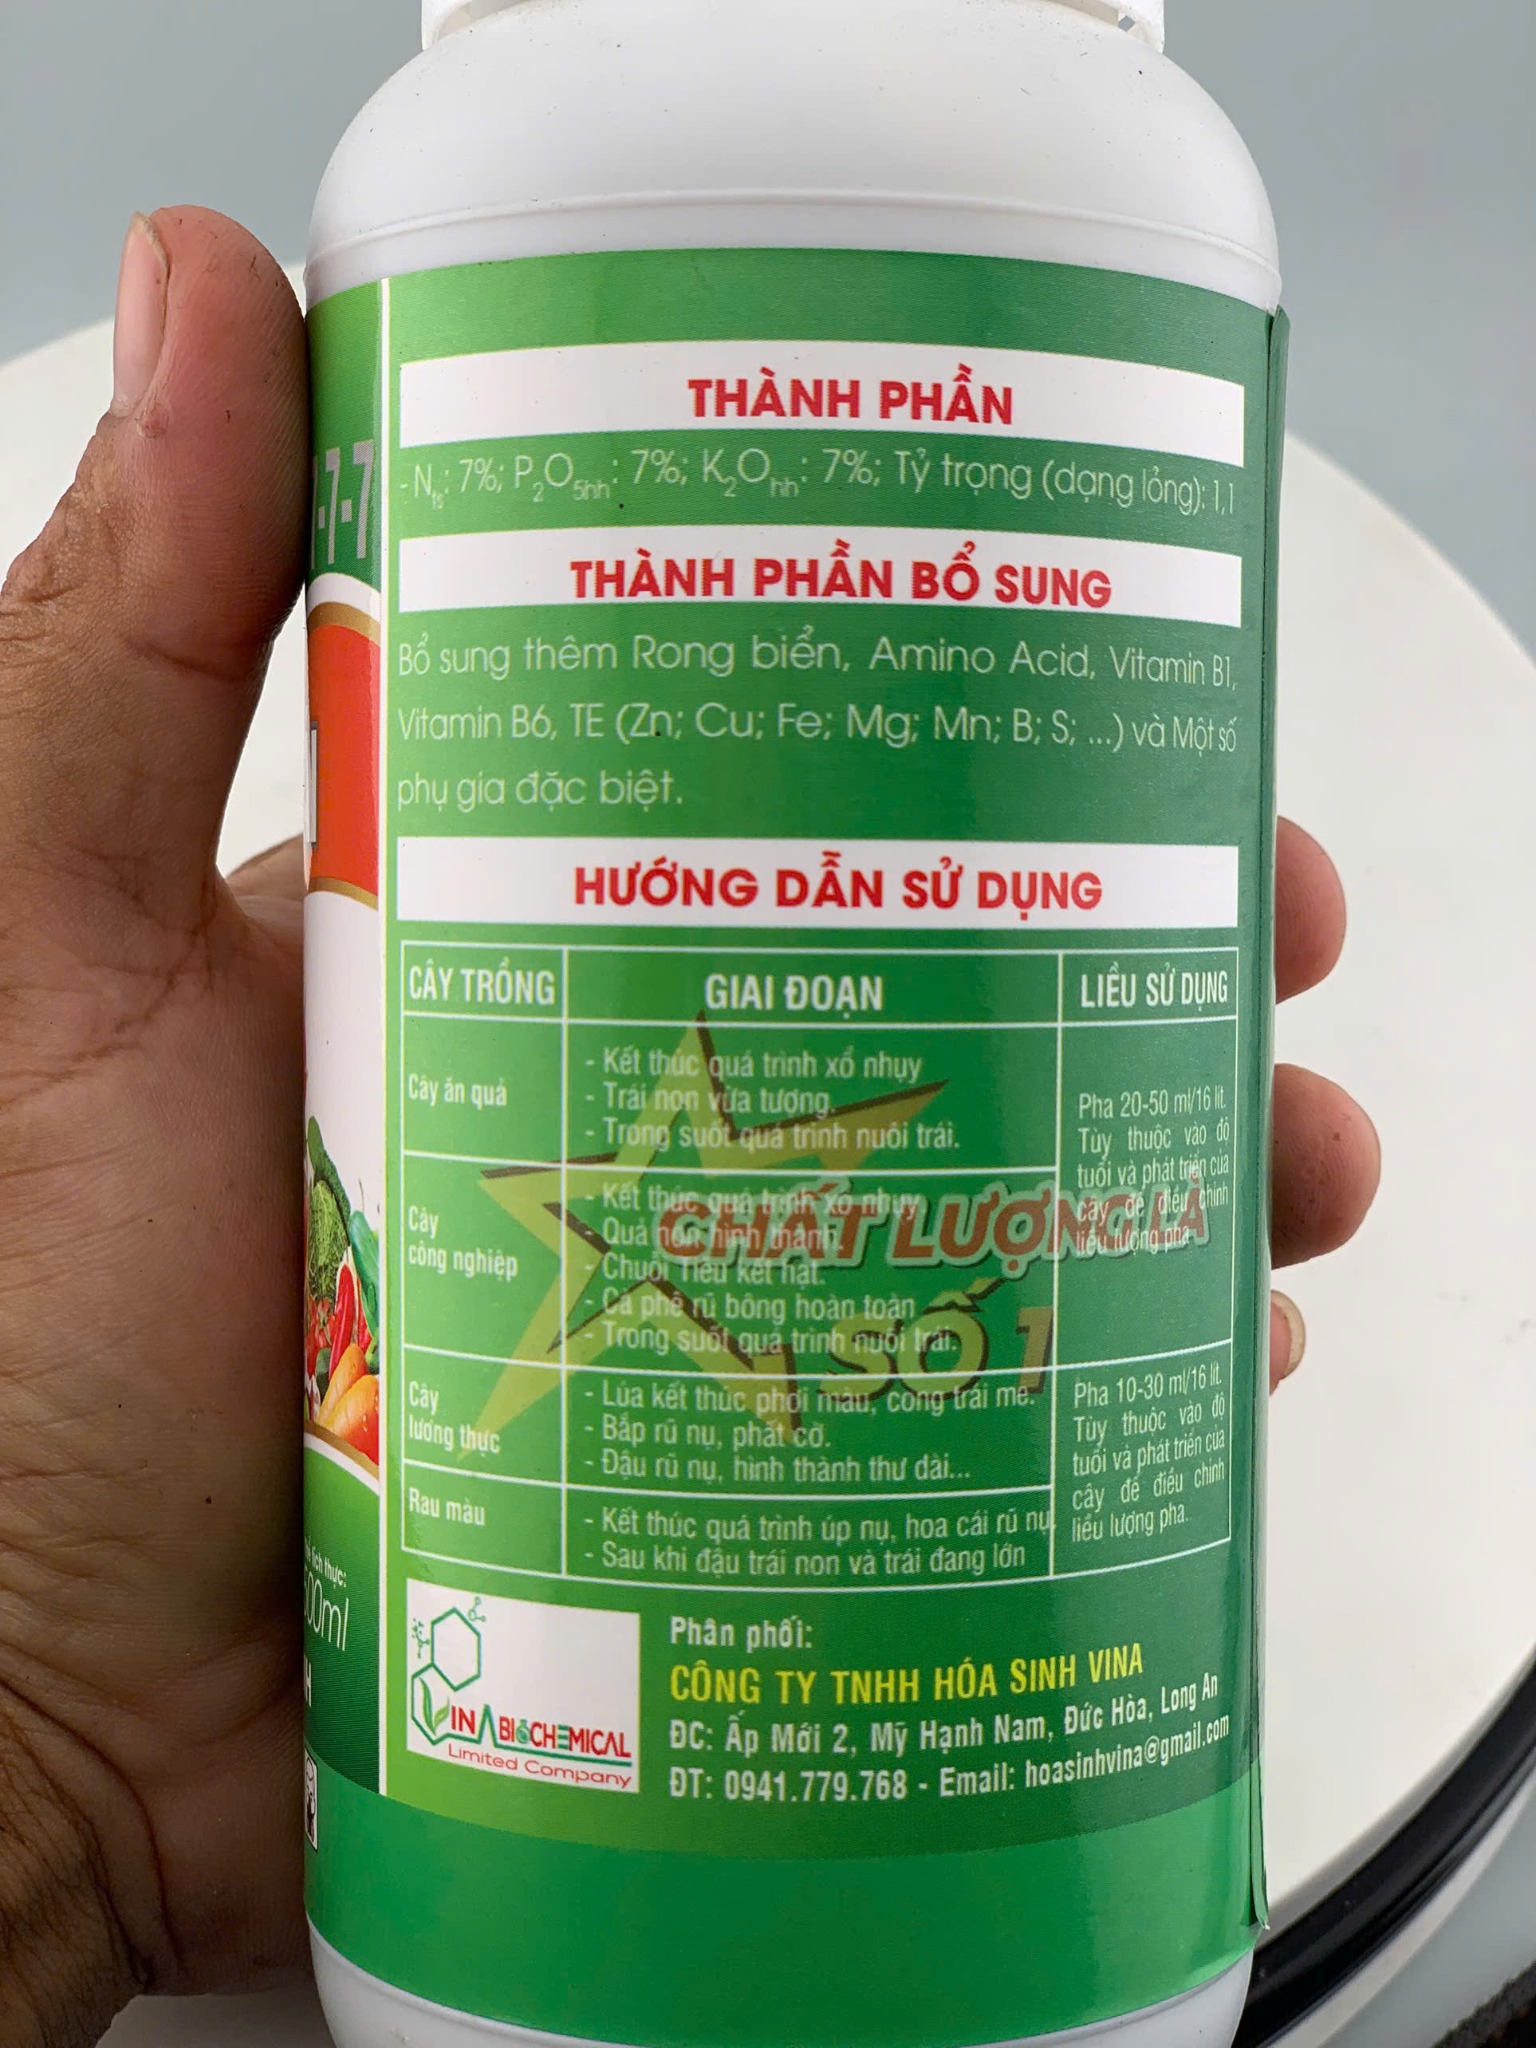 THÀNH PHẦN
- Nts: 7%; P2O5hh: 7%; K2Ohh: 7%; Tỷ trọng (dạng lỏng): 1,1
-7-7
THÀNH PHẦN BỔ SUNG
Bổ sung thêm Rong biển, Amino Acid, Vitamin B1,
Vitamin B6, TE (Zn; Cu; Fe; Mg; Mn; B; S; ...) và Một số
phụ gia đặc biệt.
HƯỚNG DẪN SỬ DỤNG
CÂY TRỒNG GIAI ĐOẠN LIỀU SỬ DỤNG
Cây ăn quả
- Kết thúc quá trình xổ nhụy
- Trái non vừa tượng.
- Trong suốt quá trình nuôi trái.
Cây
công nghiệp
- Kết thúc quá trình xổ nhụy
- Quả non hình thành.
- Chuỗi Tiêu kết hạt.
- Cà phê rũ bông hoàn toàn
- Trong suốt quá trình nuôi trái.
Pha 20-50 ml/16 lít.
Tùy thuộc vào độ
tuổi và phát triển của
cây để điều chỉnh
liều lượng pha
CHẤT LƯỢNG LÀ
SỐ 1
Cây
lương thực
- Lúa kết thúc phơi màu, cong trái me.
- Bắp rũ nụ, phất cờ.
- Đậu rũ nụ, hình thành thư dài...
Rau màu
- Kết thúc quá trình úp nụ, hoa cái rũ nụ
- Sau khi đậu trái non và trái đang lớn
Pha 10-30 ml/16 lít.
Tùy thuộc vào độ
tuổi và phát triển của
cây để điều chỉnh
liều lượng pha.
tích thực:
500ml
VINA BIOCHEMICAL
Limited Company
Phân phối:
CÔNG TY TNHH HÓA SINH VINA
ĐC: Ấp Mới 2, Mỹ Hạnh Nam, Đức Hòa, Long An
ĐT: 0941.779.768 - Email: hoasinhvina@gmail.com